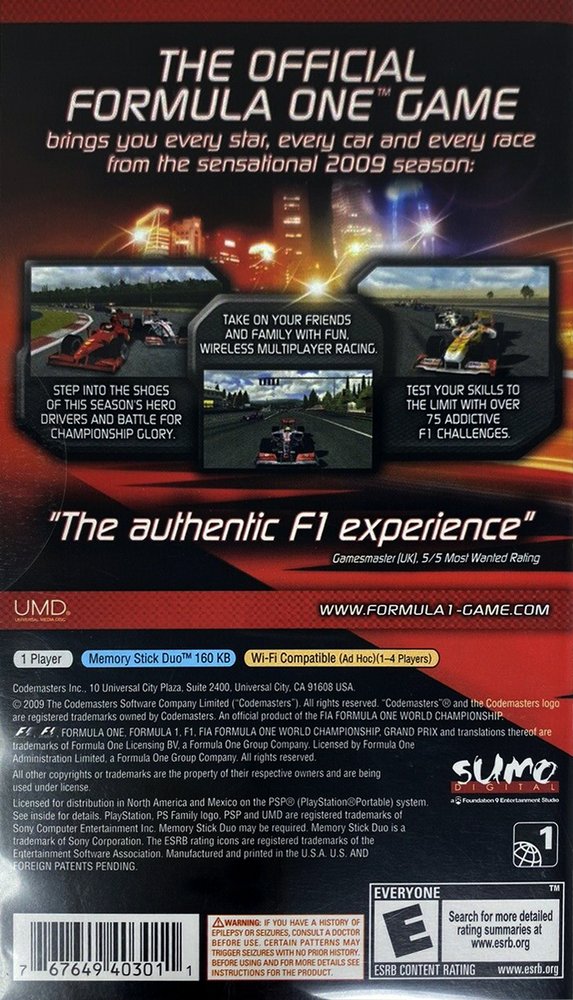 THE OFFICIAL
FORMULA ONE™ GAME
brings you every star, every car and every race
from the sensational 2009 season:
TAKE ON YOUR FRIENDS
AND FAMILY WITH FUN,
WIRELESS MULTIPLAYER RACING.
STEP INTO THE SHOES
OF THIS SEASON'S HERO
DRIVERS AND BATTLE FOR
CHAMPIONSHIP GLORY.
TEST YOUR SKILLS TO
THE LIMIT WITH OVER
75 ADDICTIVE
F1 CHALLENGES.
"The authentic F1 experience"
Gamesmaster (UK), 5/5 Most Wanted Rating
UMD®
UNIVERSAL MEDIA DISC
WWW.FORMULA1-GAME.COM
1 Player
Memory Stick Duo™ 160 KB
Wi-Fi Compatible (Ad Hoc)(1–4 Players)
Codemasters Inc., 10 Universal City Plaza, Suite 2400, Universal City, CA 91608 USA.
© 2009 The Codemasters Software Company Limited ("Codemasters"). All rights reserved. "Codemasters"® and the Codemasters logo
are registered trademarks owned by Codemasters. An official product of the FIA FORMULA ONE WORLD CHAMPIONSHIP.
F1, F1, FORMULA ONE, FORMULA 1, F1, FIA FORMULA ONE WORLD CHAMPIONSHIP, GRAND PRIX and translations thereof are
trademarks of Formula One Licensing BV, a Formula One Group Company. Licensed by Formula One
Administration Limited, a Formula One Group Company. All rights reserved.
All other copyrights or trademarks are the property of their respective owners and are being
used under license.
Licensed for distribution in North America and Mexico on the PSP® (PlayStation®Portable) system.
See inside for details. PlayStation, PS Family logo, PSP and UMD are registered trademarks of
Sony Computer Entertainment Inc. Memory Stick Duo may be required. Memory Stick Duo is a
trademark of Sony Corporation. The ESRB rating icons are registered trademarks of the
Entertainment Software Association. Manufactured and printed in the U.S.A. U.S. AND
FOREIGN PATENTS PENDING.
SUMO
DIGITAL
a Foundation 9 Entertainment Studio
1
7 67649 40301 1
WARNING: IF YOU HAVE A HISTORY OF
EPILEPSY OR SEIZURES, CONSULT A DOCTOR
BEFORE USE. CERTAIN PATTERNS MAY
TRIGGER SEIZURES WITH NO PRIOR HISTORY.
BEFORE USING AND FOR MORE DETAILS SEE
INSTRUCTIONS FOR THE PRODUCT.
EVERYONE ™
E
Search for more detailed
rating summaries at
www.esrb.org
ESRB CONTENT RATING www.esrb.org